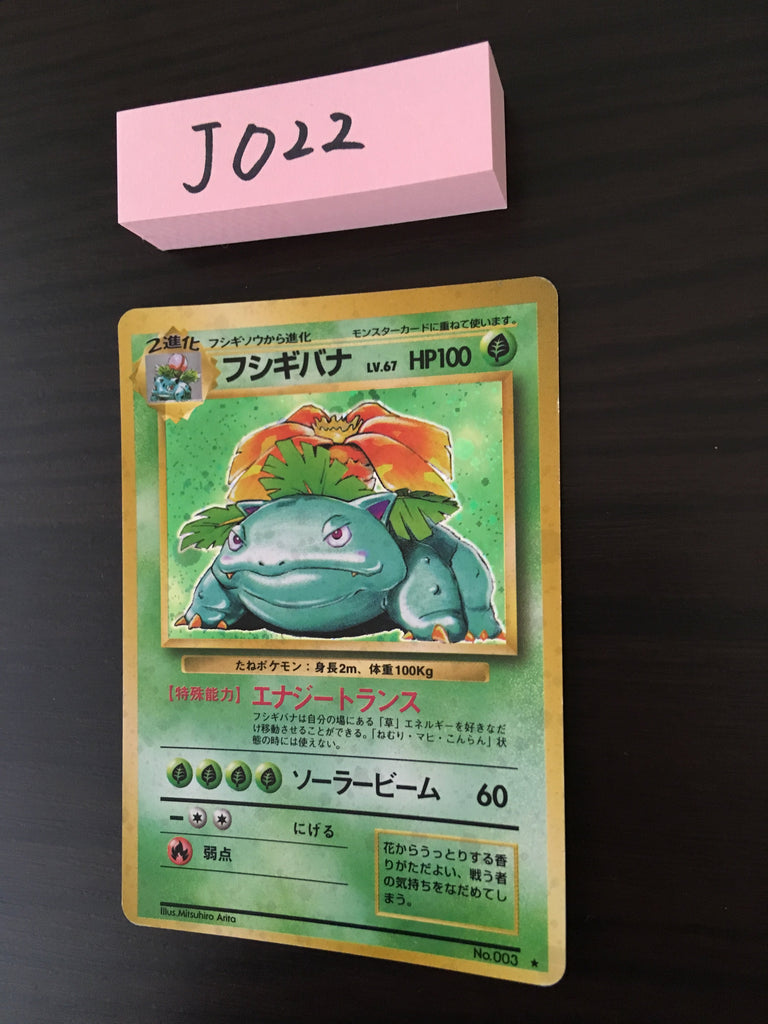 J022
2進化 フシギソウから進化 モンスターカードに重ねて使います。
フシギバナ LV.67 HP100
たねポケモン：身長2m、体重100Kg
【特殊能力】エナジートランス
フシギバナは自分の場にある「草」エネルギーを好きなだ
け移動させることができる。「ねむり・マヒ・こんらん」状
態の時には使えない。
ソーラービーム 60
にげる
弱点
花からうっとりする香
りがただよい、戦う者
の気持ちをなだめてし
まう。
Illus.Mitsuhiro Arita
No.003 ★